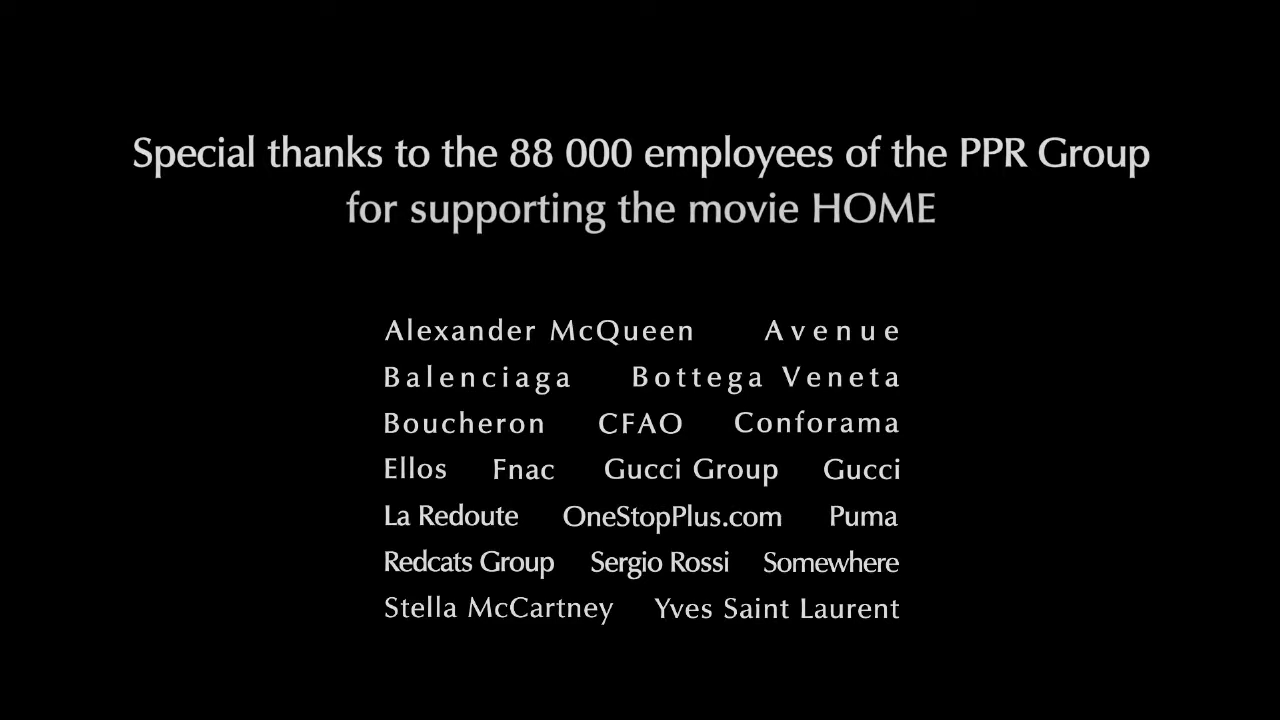 Special thanks to the 88 000 employees of the PPR Group
for supporting the movie HOME
Alexander McQueen Avenue
Balenciaga Bottega Veneta
Boucheron CFAO Conforama
Ellos Fnac Gucci Group Gucci
La Redoute OneStopPlus.com Puma
Redcats Group Sergio Rossi Somewhere
Stella McCartney Yves Saint Laurent